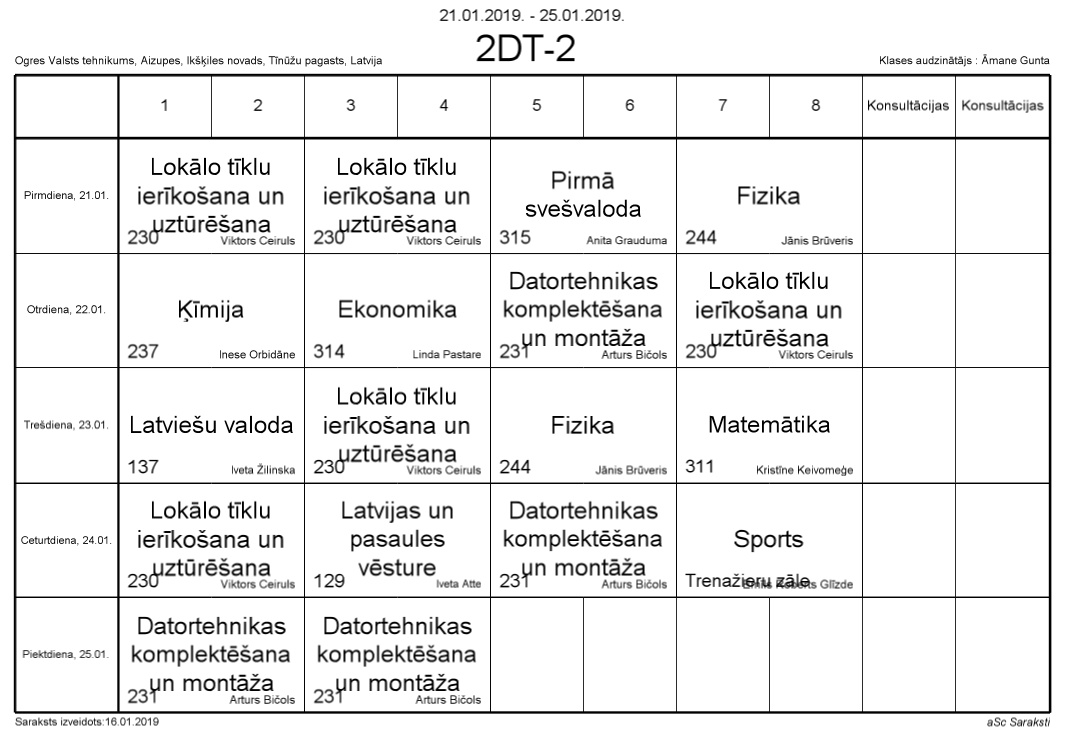 21.01.2019. - 25.01.2019.
2DT-2
Ogres Valsts tehnikums, Aizupes, Ikšķiles novads, Tīnūžu pagasts, Latvija
Klases audzinātājs : Āmane Gunta
1 2 3 4 5 6 7 8 Konsultācijas Konsultācijas
Pirmdiena, 21.01.
Lokālo tīklu
ierīkošana un
uztūrēšana
230 Viktors Ceiruls
Lokālo tīklu
ierīkošana un
uztūrēšana
230 Viktors Ceiruls
Pirmā
svešvaloda
315 Anita Grauduma
Fizika
244 Jānis Brūveris
Otrdiena, 22.01.
Ķīmija
237 Inese Orbidāne
Ekonomika
314 Linda Pastare
Datortehnikas
komplektēšana
un montāža
231 Arturs Bičols
Lokālo tīklu
ierīkošana un
uztūrēšana
230 Viktors Ceiruls
Trešdiena, 23.01.
Latviešu valoda
137 Iveta Žilinska
Lokālo tīklu
ierīkošana un
uztūrēšana
230 Viktors Ceiruls
Fizika
244 Jānis Brūveris
Matemātika
311 Kristīne Keivomeģe
Ceturtdiena, 24.01.
Lokālo tīklu
ierīkošana un
uztūrēšana
230 Viktors Ceiruls
Latvijas un
pasaules
vēsture
129 Iveta Atte
Datortehnikas
komplektēšana
un montāža
231 Arturs Bičols
Sports
Trenažieru zāle Glīzde
Piektdiena, 25.01.
Datortehnikas
komplektēšana
un montāža
231 Arturs Bičols
Datortehnikas
komplektēšana
un montāža
231 Arturs Bičols
Saraksts izveidots:16.01.2019
aSc Saraksti